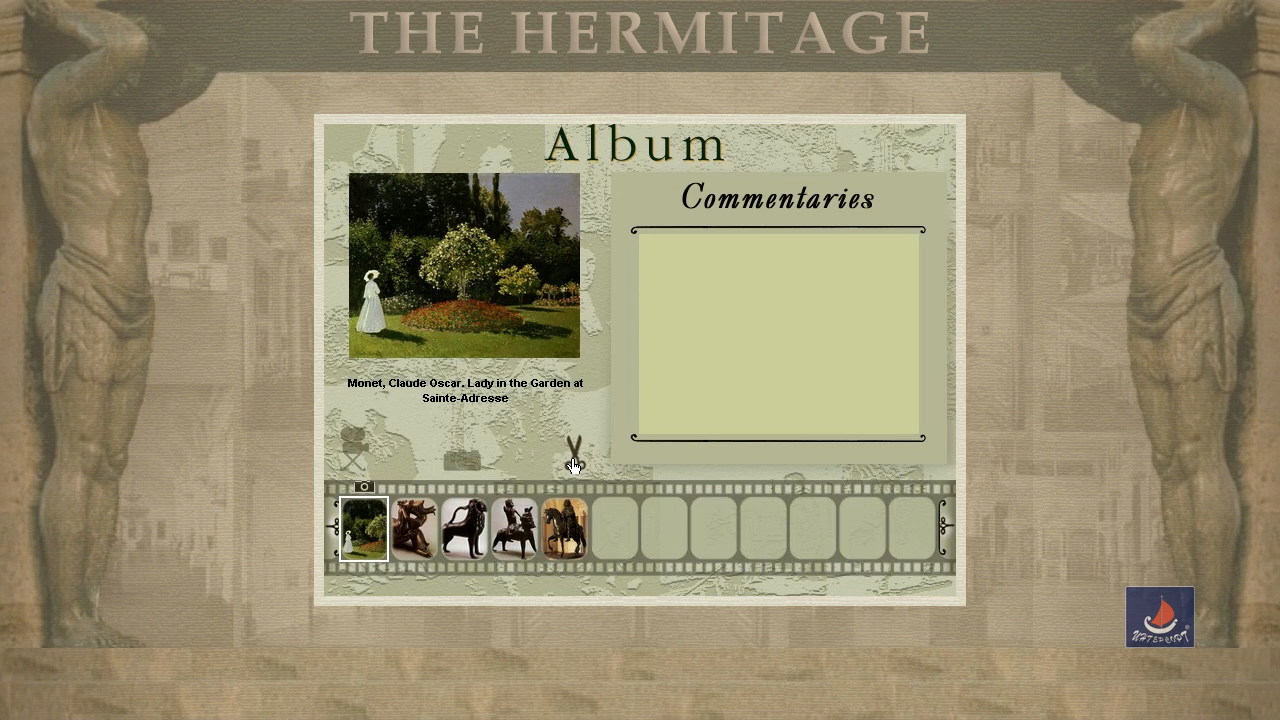 THE HERMITAGE
Album
Commentaries
Monet, Claude Oscar. Lady in the Garden at
Sainte-Adresse